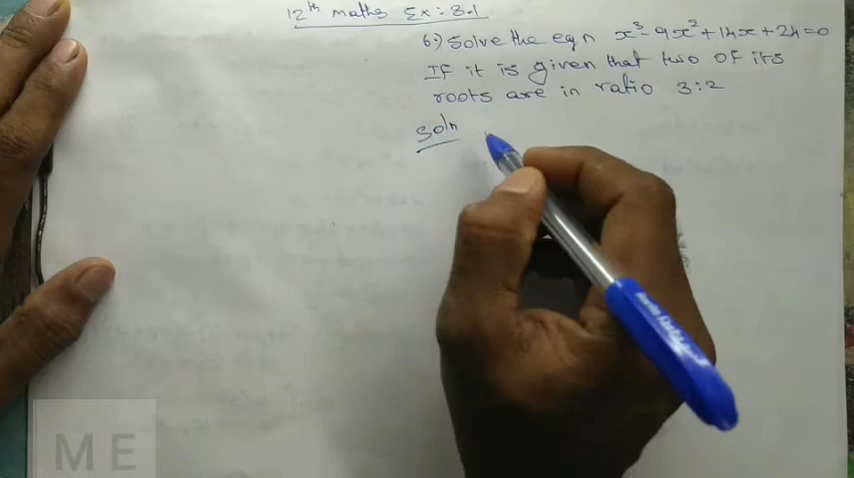 12th maths Ex: 3.1
6.) Solve the eqn x³-9x²+14x+24=0
If it is given that two of its
roots are in ratio 3:2
Soln
ME